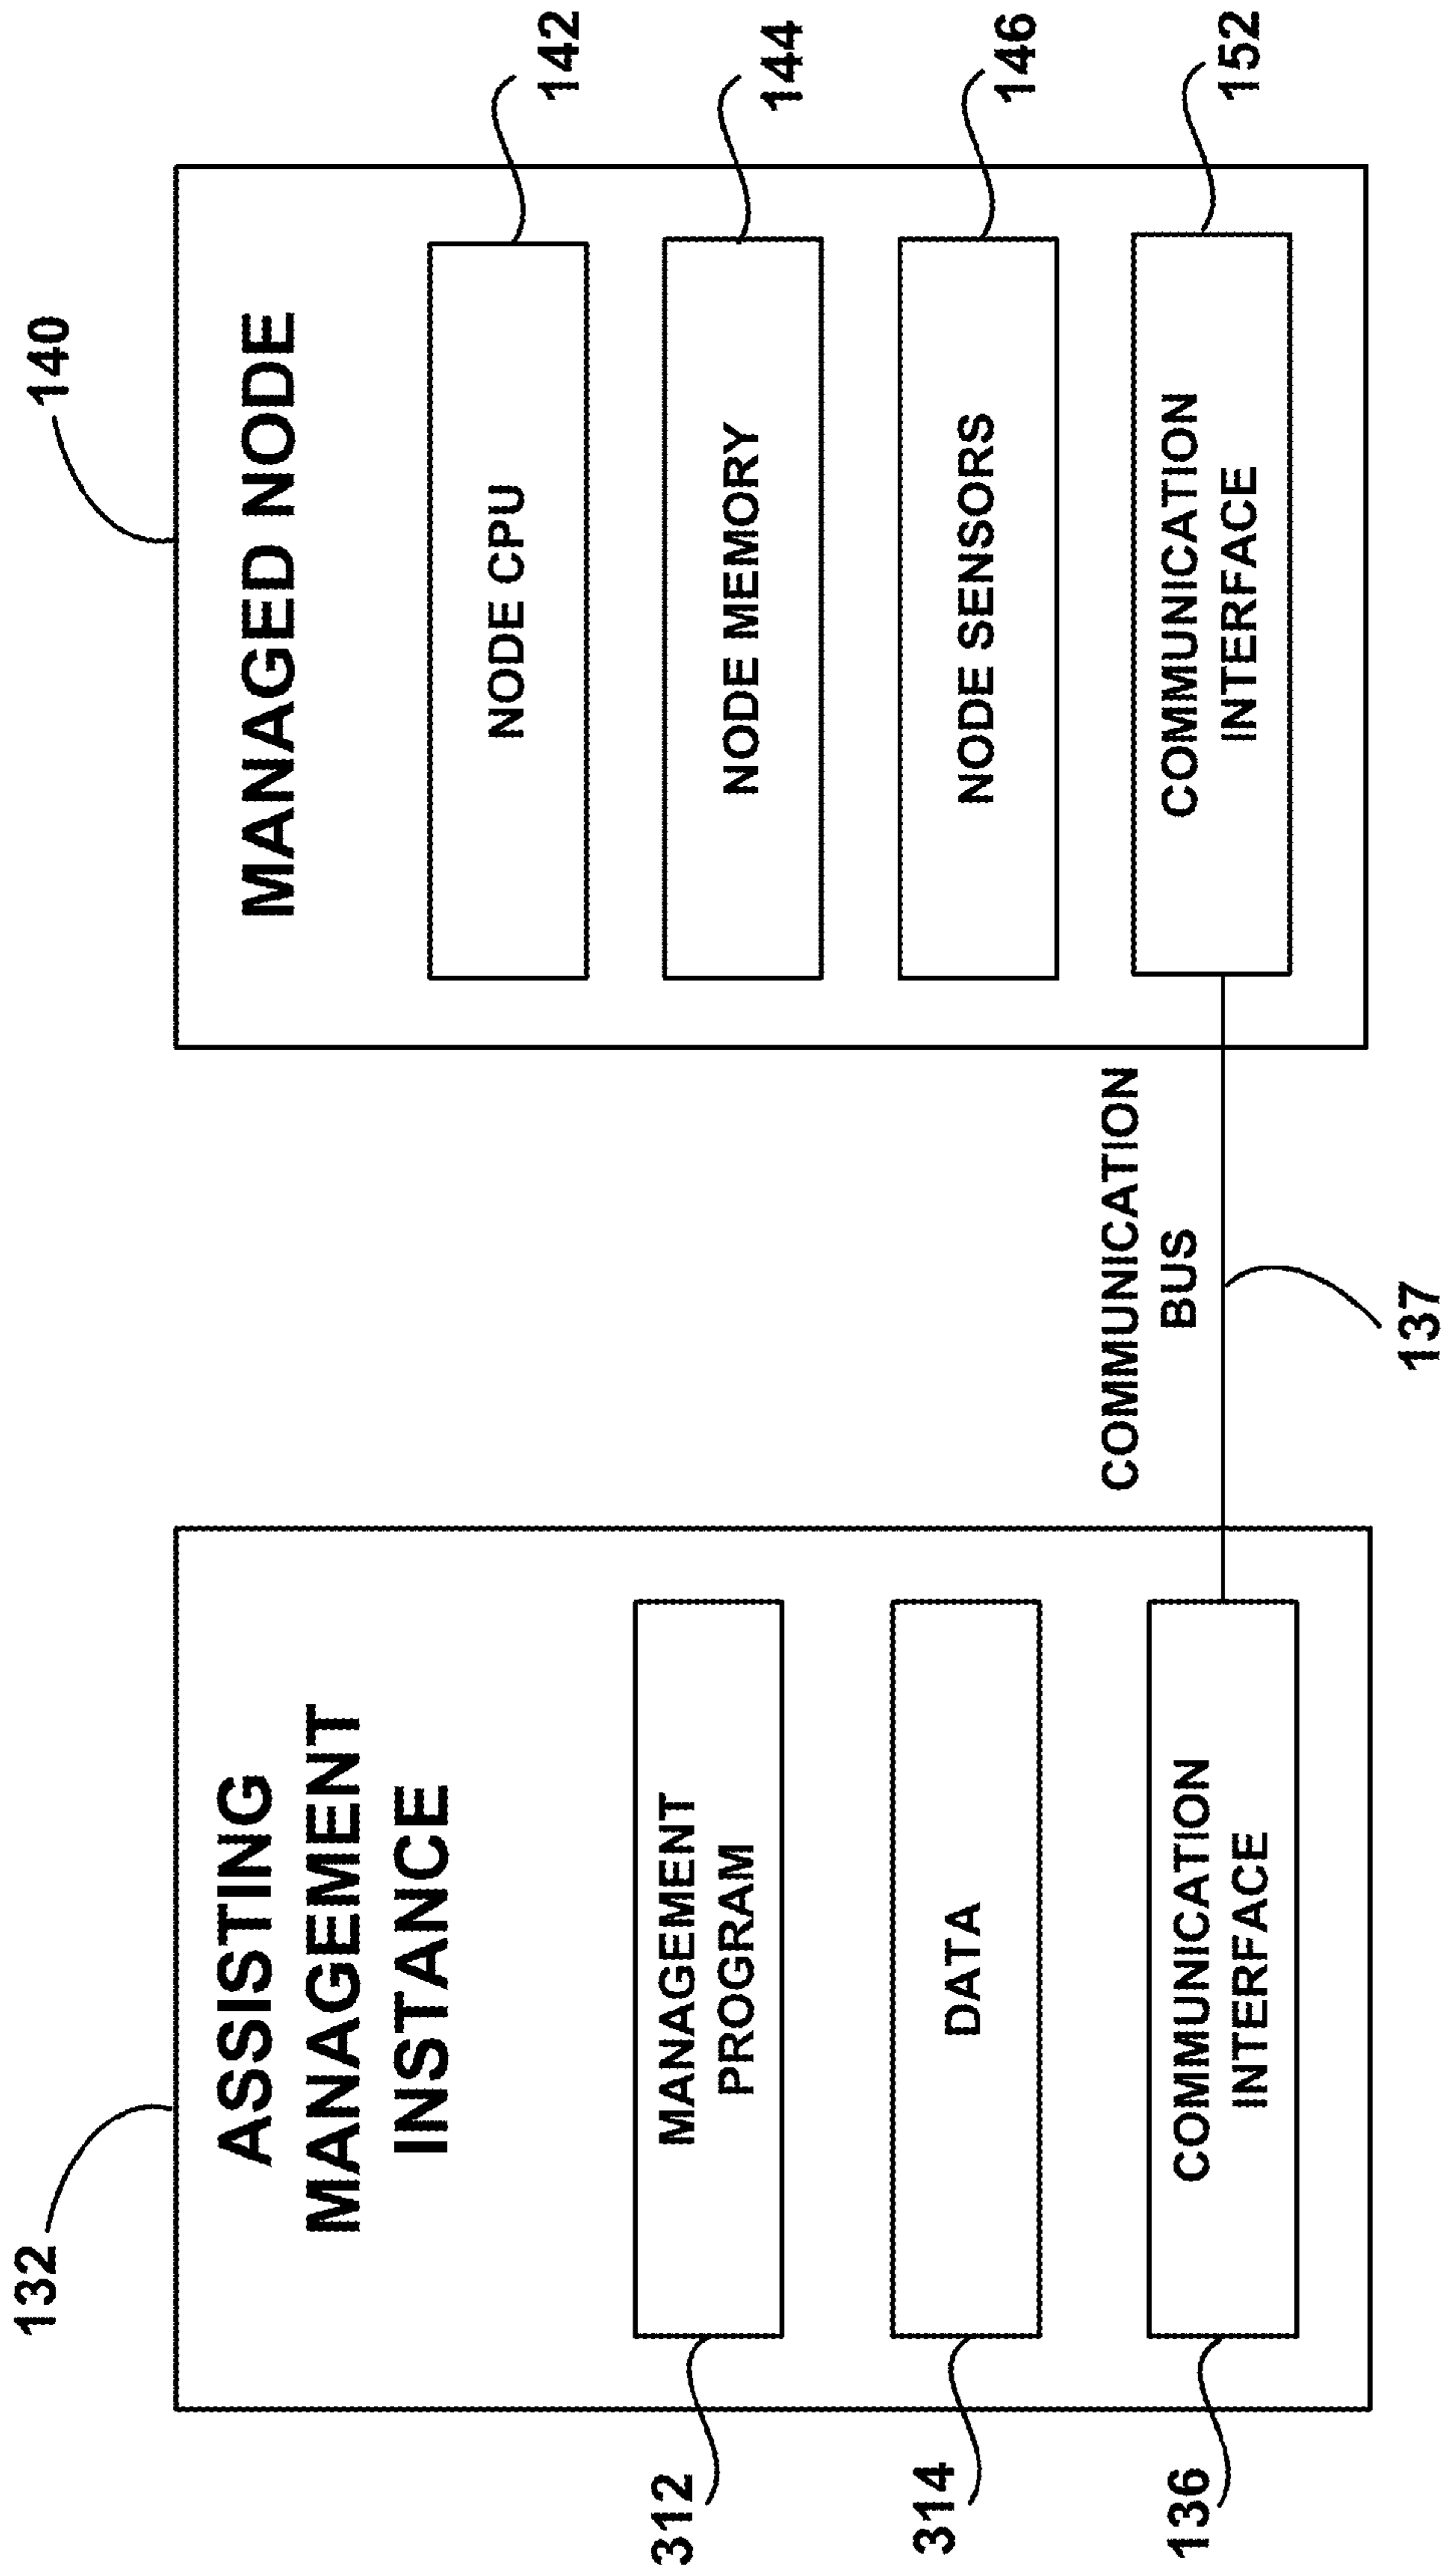 132
ASSISTING
MANAGEMENT
INSTANCE
312
MANAGEMENT
PROGRAM
314
DATA
136
COMMUNICATION
INTERFACE
COMMUNICATION
BUS
137
140
MANAGED NODE
NODE CPU
142
NODE MEMORY
144
NODE SENSORS
146
COMMUNICATION
INTERFACE
152